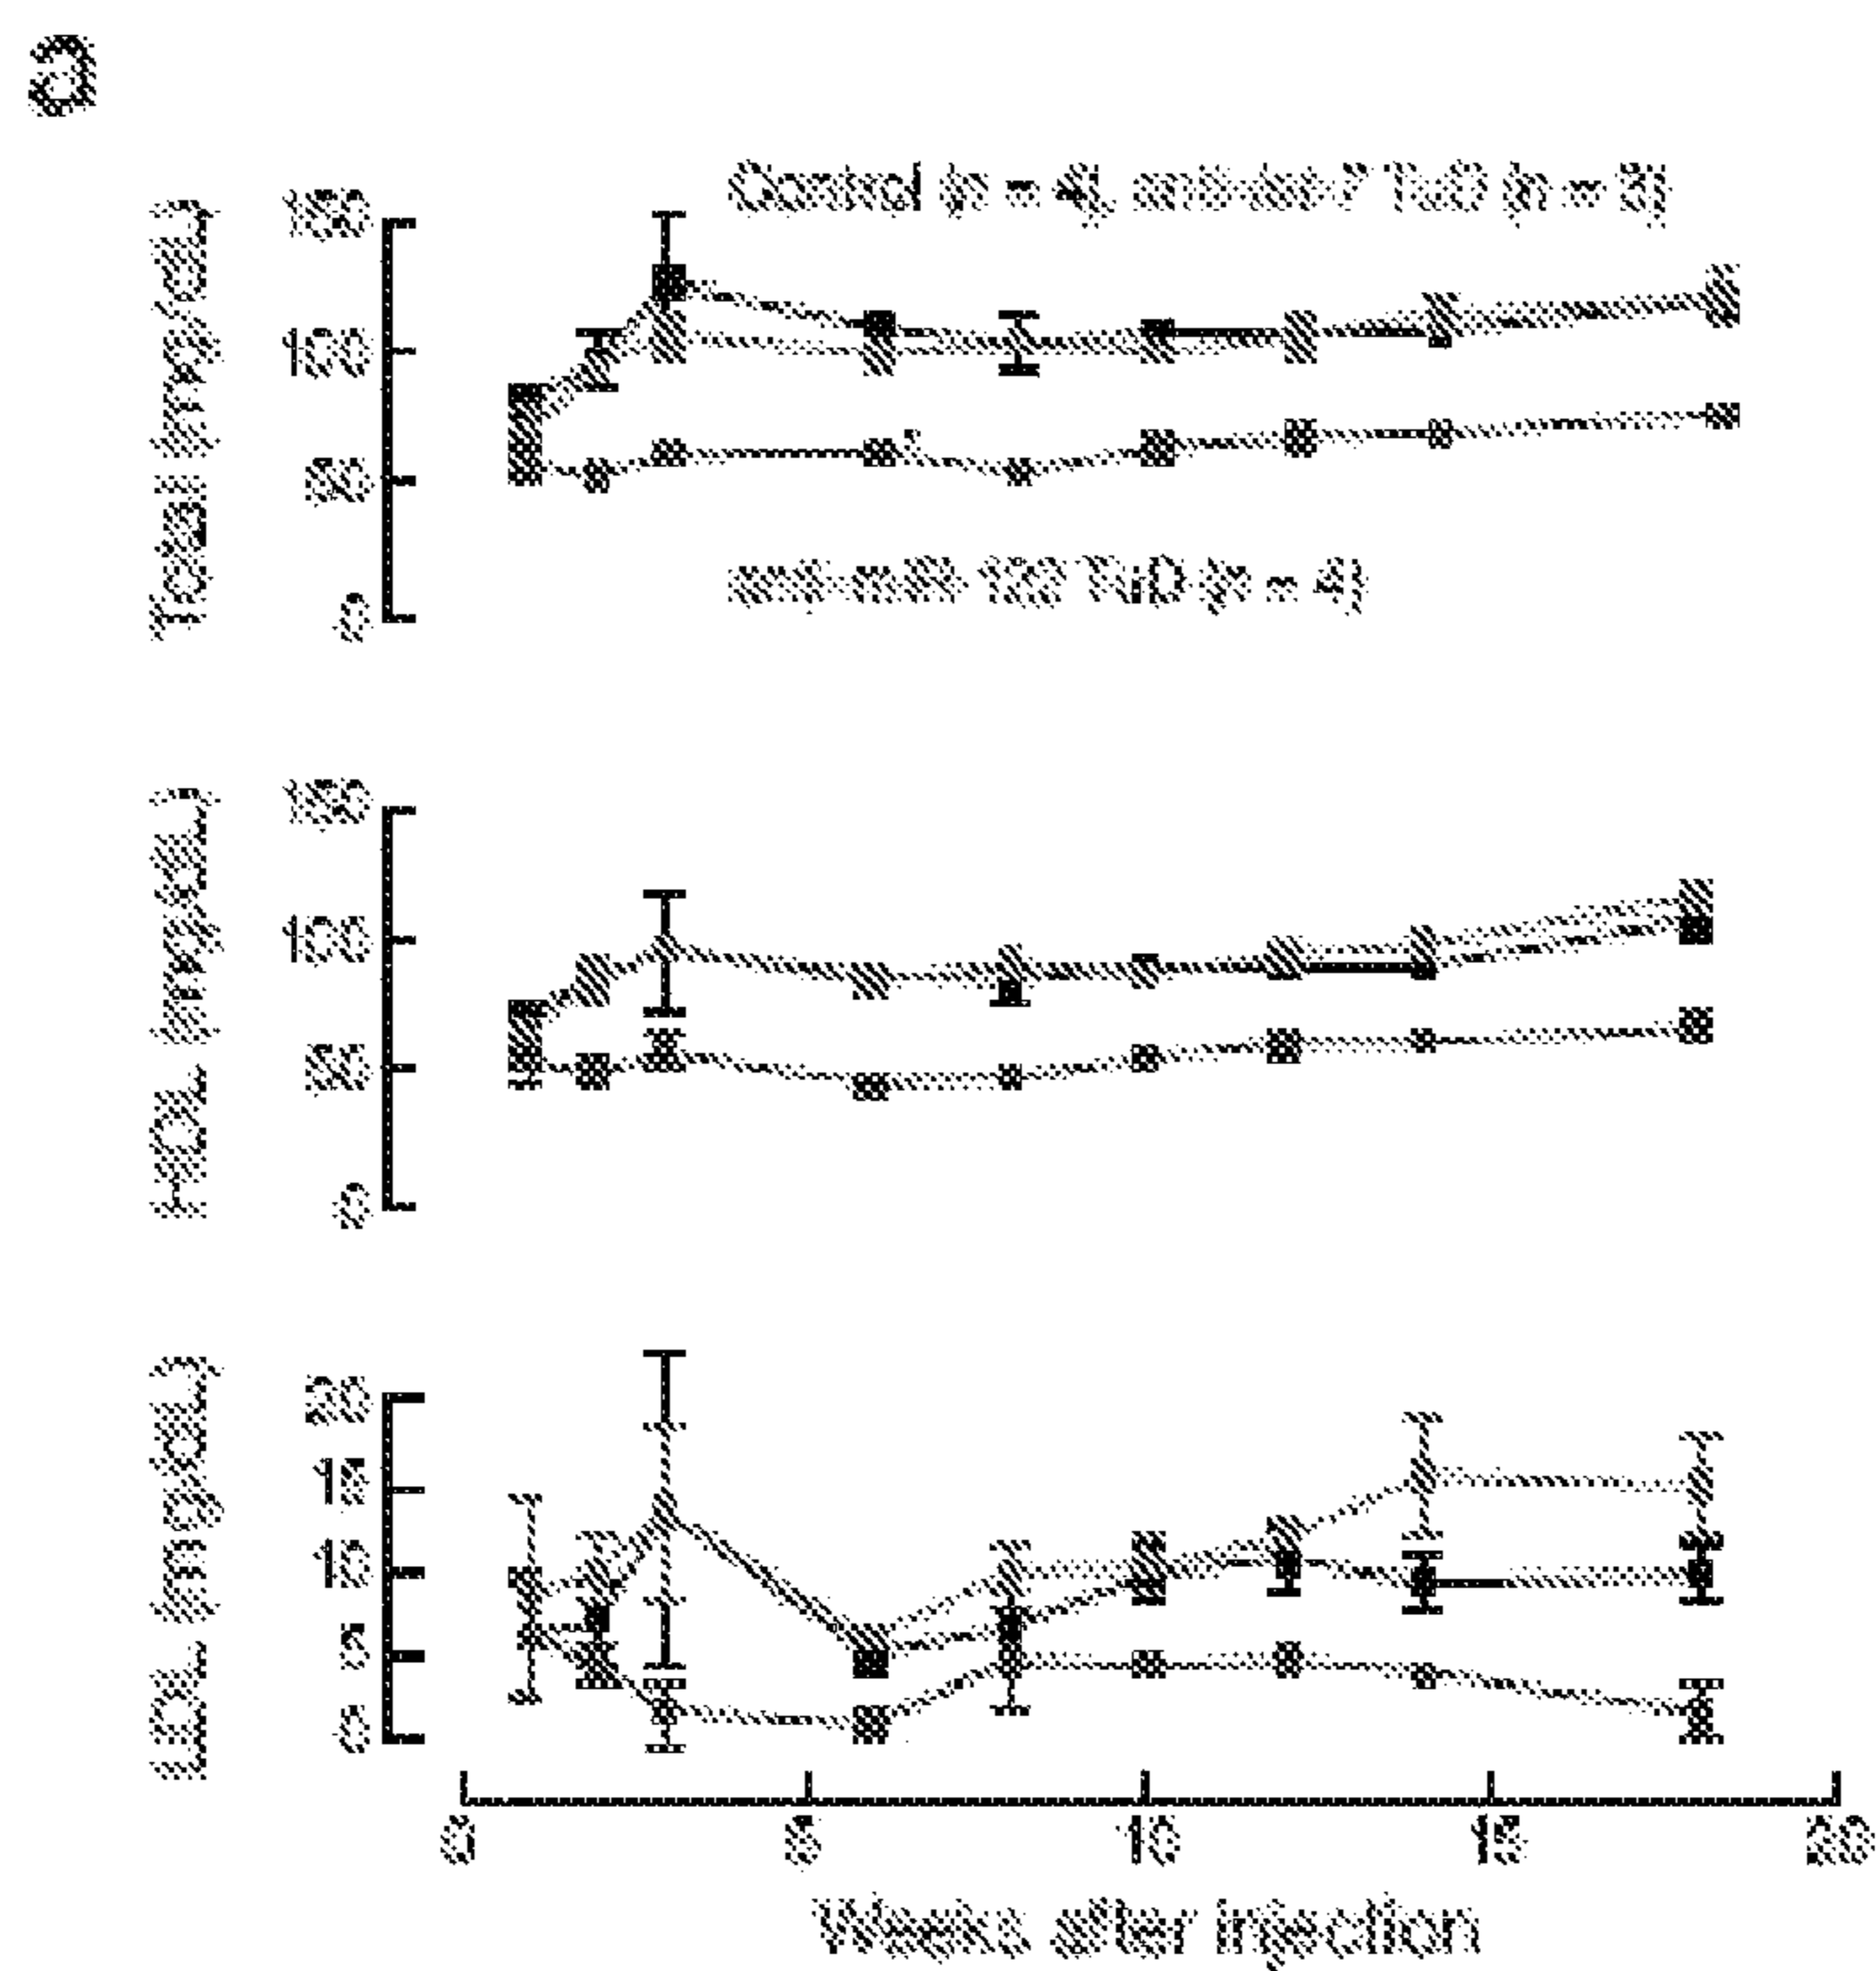 a
Control (n = 4), anti-let-7 TuD (n = 3)
Total (mg/dL)
150
100
50
0
anti-miR-122 TuD (n = 4)
HDL (mg/dL)
150
100
50
0
LDL (mg/dL)
20
15
10
5
0
0 5 10 15 20
Weeks after injection